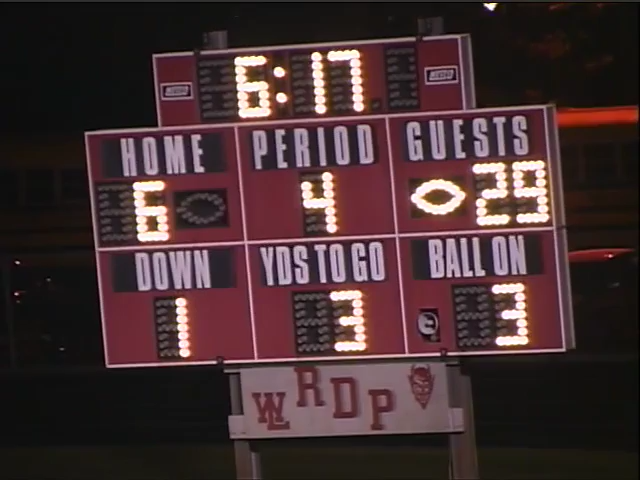 6:17
HOME PERIOD GUESTS
6 4 29
DOWN YDS TO GO BALL ON
1 3 3
WL RDP